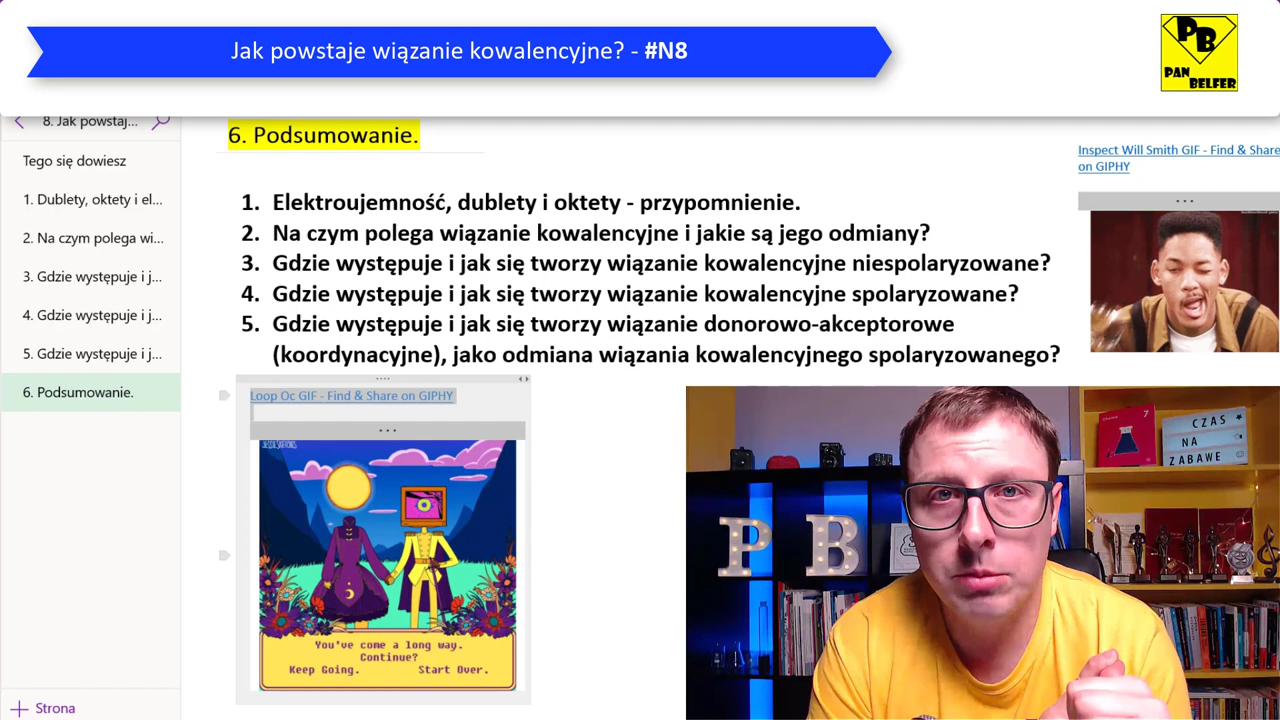 Jak powstaje wiązanie kowalencyjne? - #N8
PB
PAN
BELFER
8. Jak powstaj...
Tego się dowiesz
1. Dublety, oktety i el...
2. Na czym polega wi...
3. Gdzie występuje i j...
4. Gdzie występuje i j...
5. Gdzie występuje i j...
6. Podsumowanie.
Strona
6. Podsumowanie.
1. Elektroujemność, dublety i oktety - przypomnienie.
2. Na czym polega wiązanie kowalencyjne i jakie są jego odmiany?
3. Gdzie występuje i jak się tworzy wiązanie kowalencyjne niespolaryzowane?
4. Gdzie występuje i jak się tworzy wiązanie kowalencyjne spolaryzowane?
5. Gdzie występuje i jak się tworzy wiązanie donorowo-akceptorowe
(koordynacyjne), jako odmiana wiązania kowalencyjnego spolaryzowanego?
Inspect Will Smith GIF - Find & Share
on GIPHY
Loop Oc GIF - Find & Share on GIPHY
You've come a long way.
Continue?
Keep Going. Start Over.
P B
7
CZAS
NA
ZABAWE